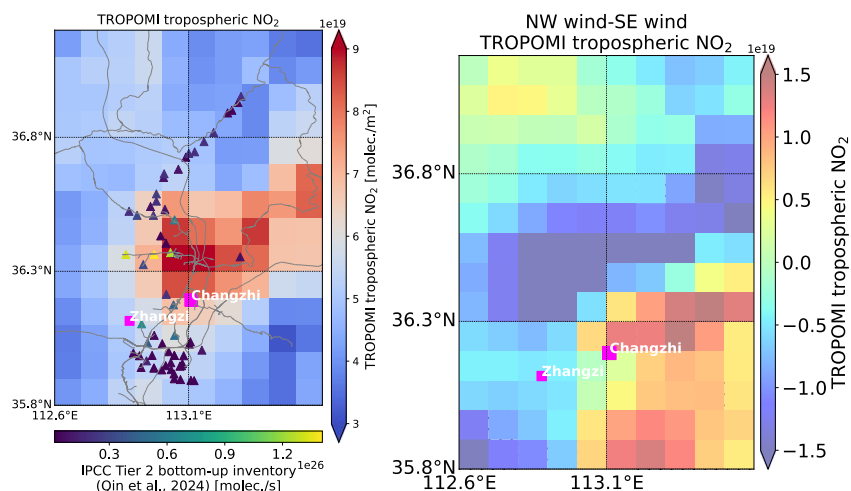 TROPOMI tropospheric NO₂
1e19
36.8°N
36.3°N
35.8°N
112.6°E
113.1°E
Changzhi
Zhangzi
9
8
7
6
5
4
3
TROPOMI tropospheric NO₂ [molec./m²]
0.3
0.6
0.9
1.2
1e26
IPCC Tier 2 bottom-up inventory
(Qin et al., 2024) [molec./s]
NW wind-SE wind
TROPOMI tropospheric NO₂
1e19
36.8°N
36.3°N
35.8°N
112.6°E
113.1°E
Changzhi
Zhangzi
1.5
1.0
0.5
0.0
−0.5
−1.0
−1.5
TROPOMI tropospheric NO₂